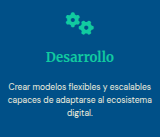 Desarrollo
Crear modelos flexibles y escalables
capaces de adaptarse al ecosistema
digital.